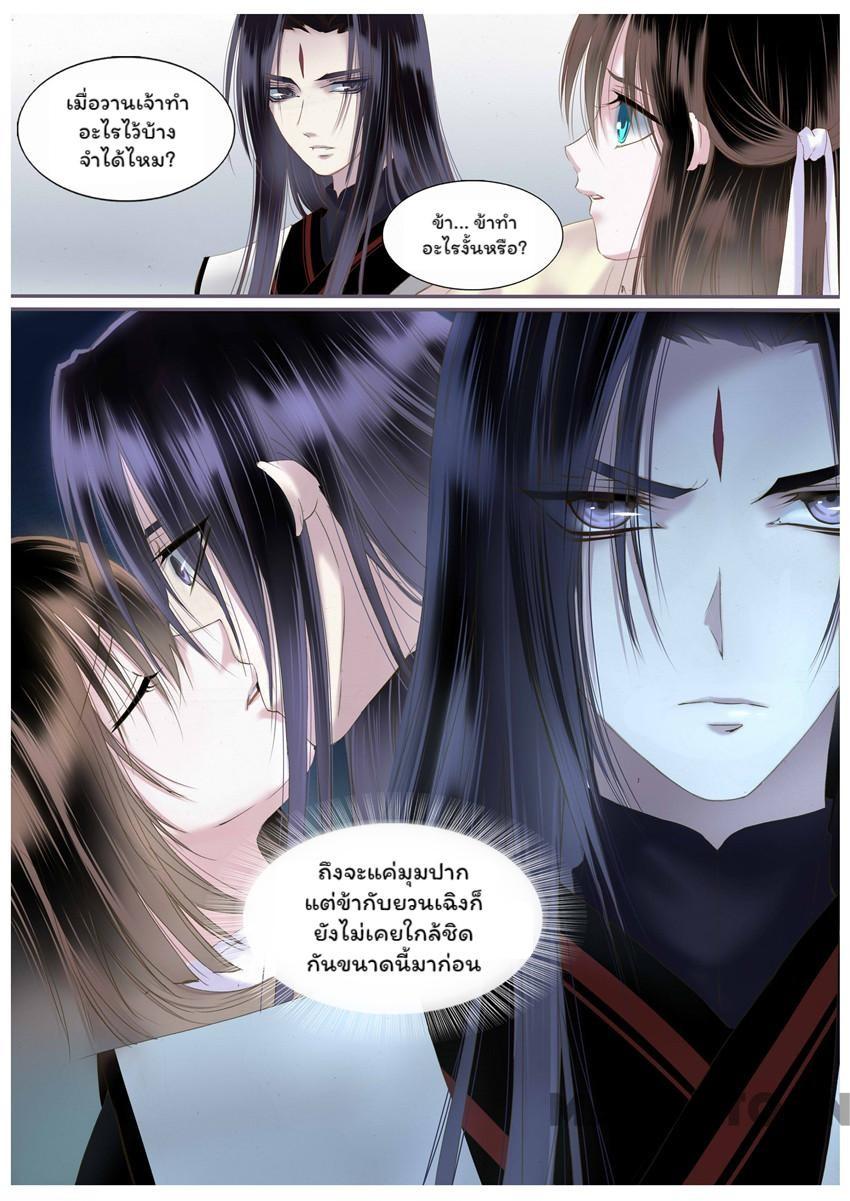 เมื่อวานเจ้าทำ
อะไรไว้บ้าง
จำได้ไหม?
ข้า... ข้าทำ
อะไรงั้นหรือ?
ถึงจะแค่มุมปาก
แต่ข้ากับยวนเฉิงก็
ยังไม่เคยใกล้ชิด
กันขนาดนี้มาก่อน